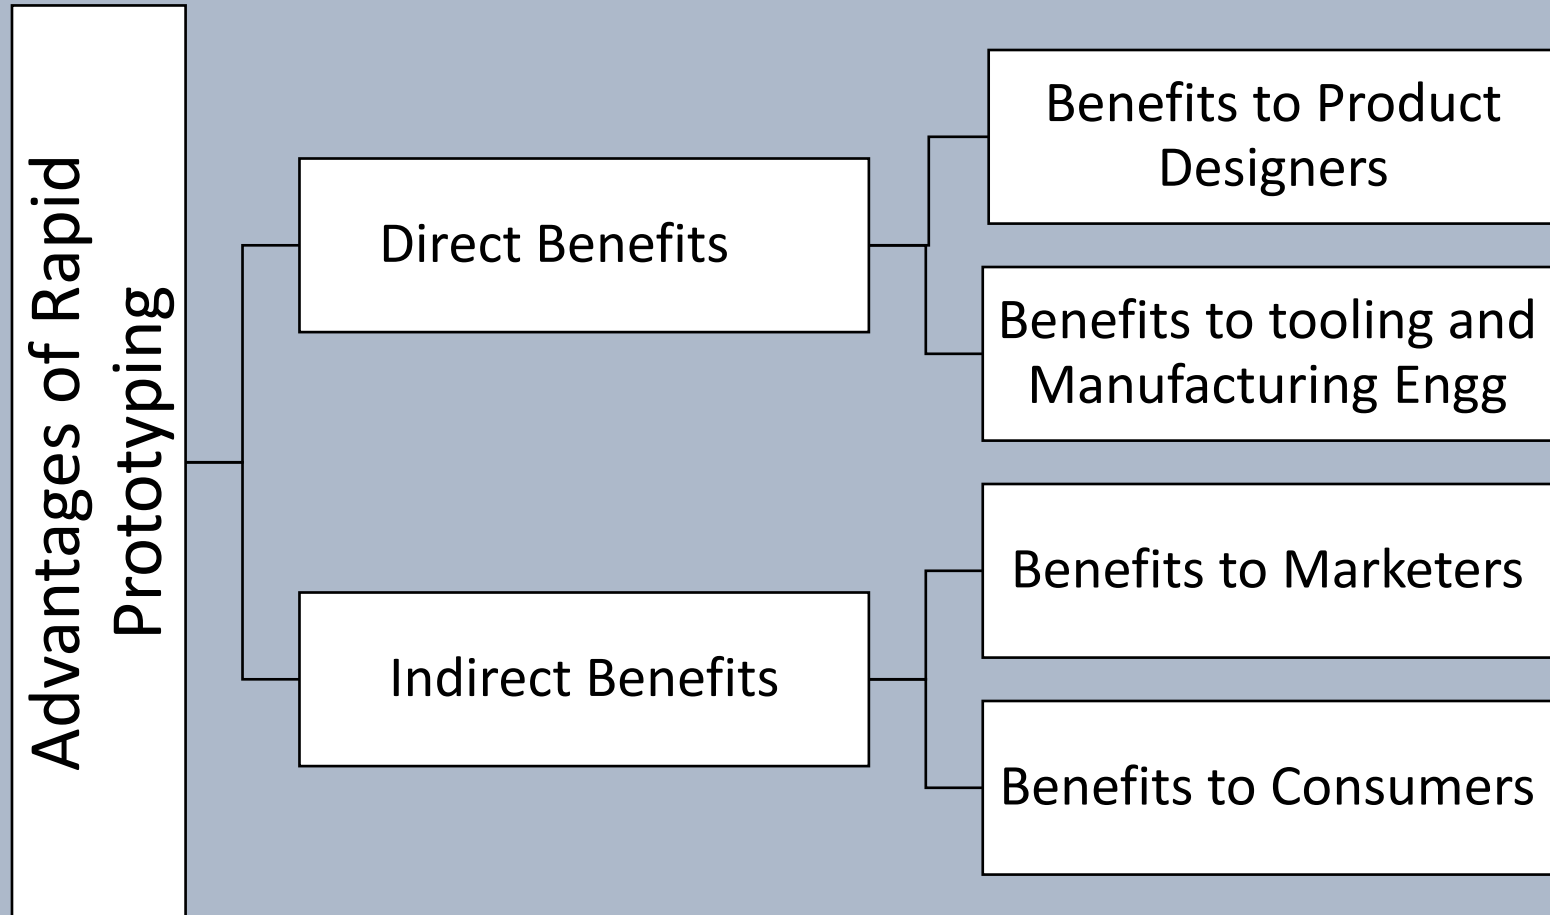 Advantages of Rapid
Prototyping
Direct Benefits
Benefits to Product
Designers
Benefits to tooling and
Manufacturing Engg
Indirect Benefits
Benefits to Marketers
Benefits to Consumers